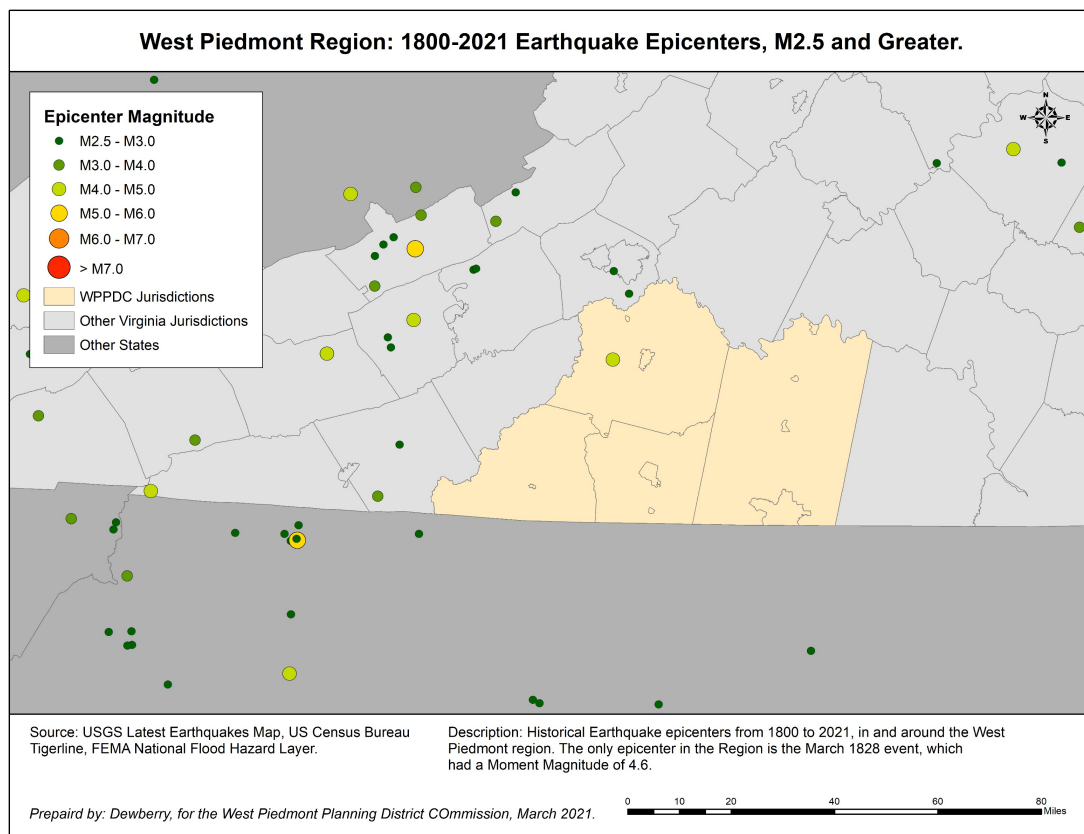 West Piedmont Region: 1800-2021 Earthquake Epicenters, M2.5 and Greater.
N
W E
S
Epicenter Magnitude
M2.5 - M3.0
M3.0 - M4.0
M4.0 - M5.0
M5.0 - M6.0
M6.0 - M7.0
> M7.0
WPPDC Jurisdictions
Other Virginia Jurisdictions
Other States
Source: USGS Latest Earthquakes Map, US Census Bureau
Tigerline, FEMA National Flood Hazard Layer.
Description: Historical Earthquake epicenters from 1800 to 2021, in and around the West
Piedmont region. The only epicenter in the Region is the March 1828 event, which
had a Moment Magnitude of 4.6.
Prepaird by: Dewberry, for the West Piedmont Planning District COmmission, March 2021.
0 10 20 40 60 80
Miles